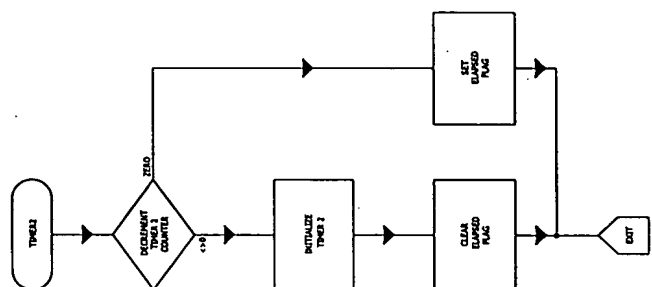 TIMER2
DECREMENT
TIMER 2
COUNTER
ZERO
<>0
INITIALIZE
TIMER 2
SET
ELAPSED
FLAG
CLEAR
ELAPSED
FLAG
EXIT